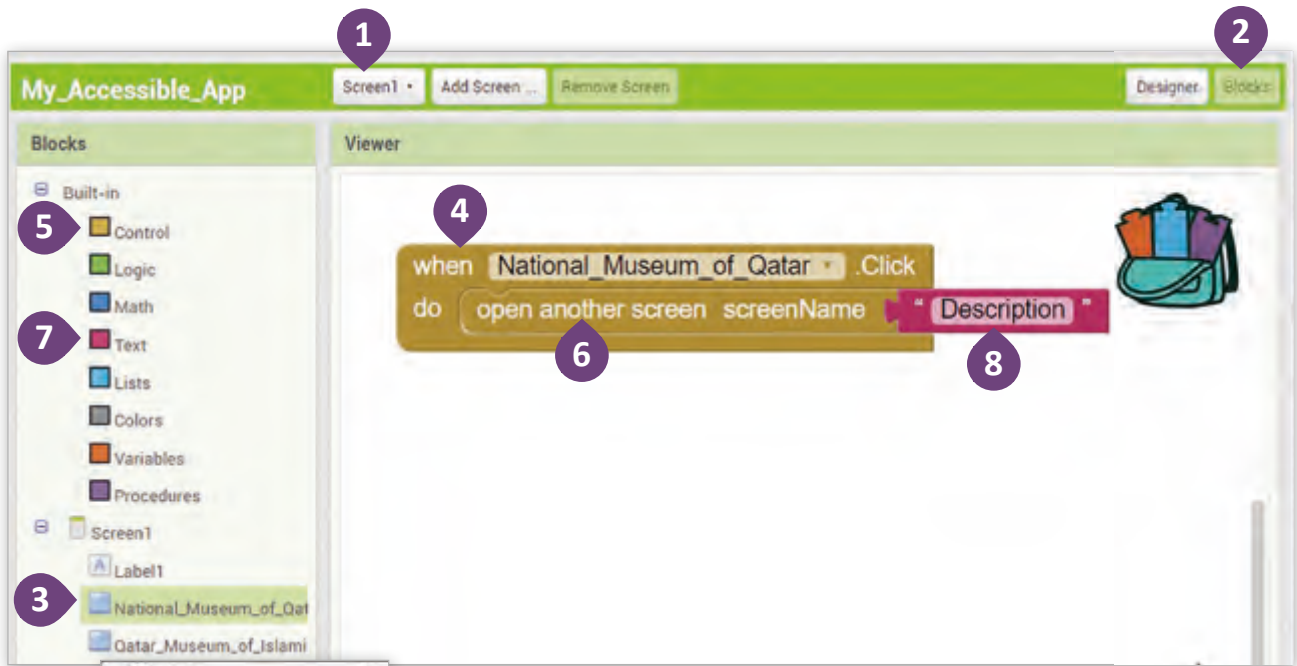 1
2
My_Accessible_App Screen1 Add Screen ... Remove Screen Designer Blocks
Blocks Viewer
Built-in
4
5 Control
when National_Museum_of_Qatar .Click
Logic
do open another screen screenName " Description "
Math
6
8
7 Text
Lists
Colors
Variables
Procedures
Screen1
A Label1
3 National_Museum_of_Qat
Qatar_Museum_of_Islami